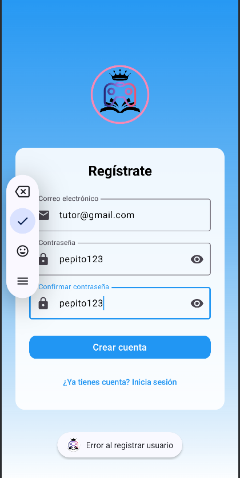 Regístrate
Correo electrónico
tutor@gmail.com
Contraseña
pepito123
Confirmar contraseña
pepito123
Crear cuenta
¿Ya tienes cuenta? Inicia sesión
Error al registrar usuario